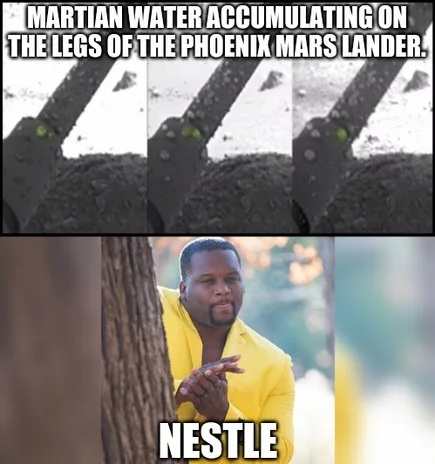 MARTIAN WATER ACCUMULATING ON
THE LEGS OF THE PHOENIX MARS LANDER.
NESTLE